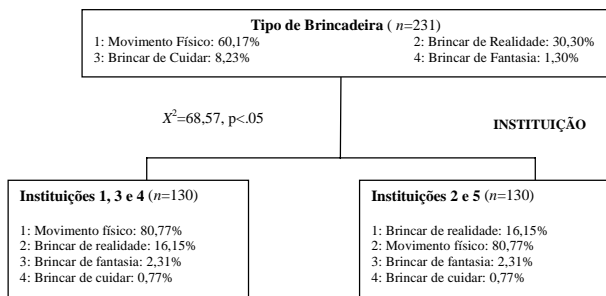 Tipo de Brincadeira ( n=231)
1: Movimento Físico: 60,17% 2: Brincar de Realidade: 30,30%
3: Brincar de Cuidar: 8,23% 4: Brincar de Fantasia: 1,30%
X²=68,57, p<.05
INSTITUIÇÃO
Instituições 1, 3 e 4 (n=130)
1: Movimento físico: 80,77%
2: Brincar de realidade: 16,15%
3: Brincar de fantasia: 2,31%
4: Brincar de cuidar: 0,77%
Instituições 2 e 5 (n=130)
1: Brincar de realidade: 16,15%
2: Movimento físico: 80,77%
3: Brincar de fantasia: 2,31%
4: Brincar de cuidar: 0,77%